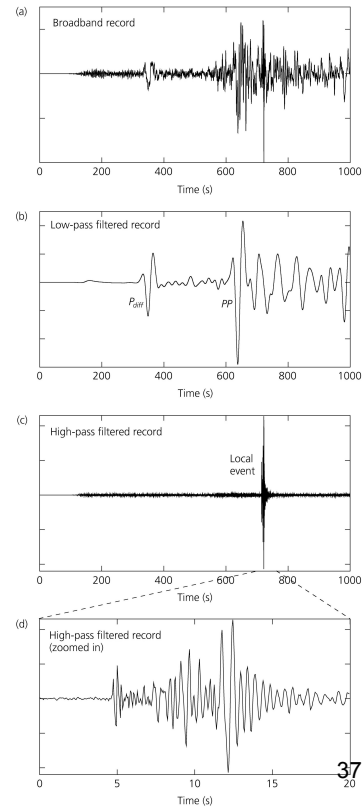 (a)
Broadband record
0 200 400 600 800 1000
Time (s)
(b)
Low-pass filtered record
Pdiff
PP
0 200 400 600 800 1000
Time (s)
(c)
High-pass filtered record
Local
event
0 200 400 600 800 1000
Time (s)
(d)
High-pass filtered record
(zoomed in)
37
0 5 10 15 20
Time (s)